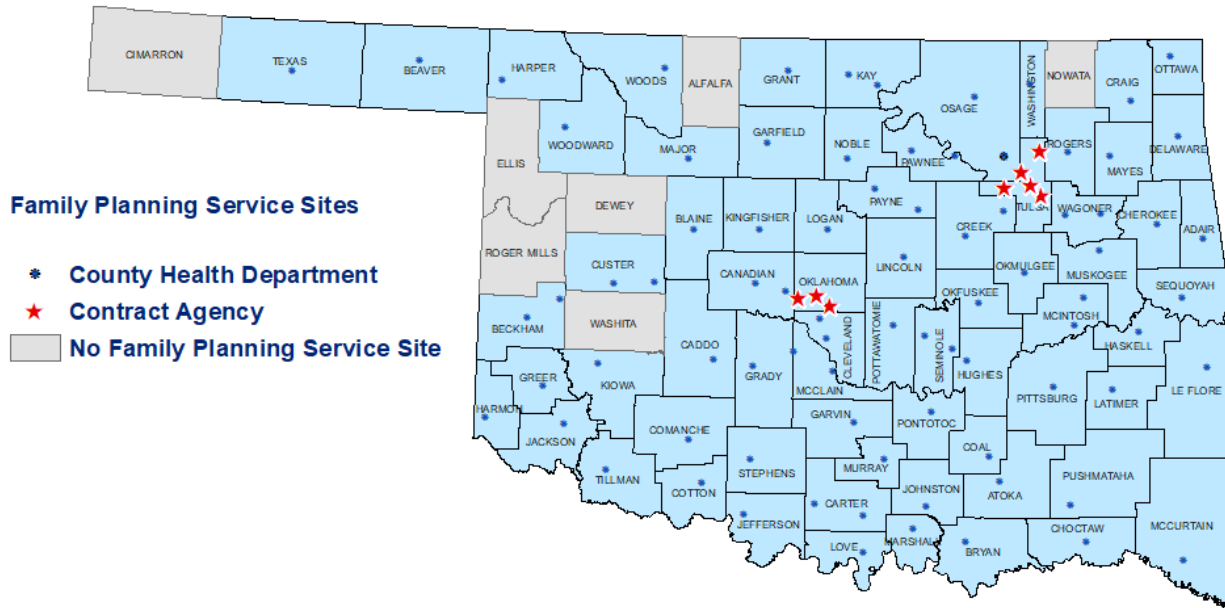 CIMARRON
TEXAS
BEAVER
HARPER
WOODS
ALFALFA
GRANT
KAY
OSAGE
WASHINGTON
NOWATA
CRAIG
OTTAWA
ELLIS
WOODWARD
MAJOR
GARFIELD
NOBLE
PAWNEE
ROGERS
MAYES
DELAWARE
Family Planning Service Sites
DEWEY
BLAINE
KINGFISHER
LOGAN
PAYNE
CREEK
TULSA
WAGONER
CHEROKEE
ADAIR
ROGER MILLS
CUSTER
CANADIAN
OKLAHOMA
LINCOLN
OKMULGEE
MUSKOGEE
SEQUOYAH
County Health Department
Contract Agency
No Family Planning Service Site
BECKHAM
WASHITA
CADDO
GRADY
CLEVELAND
POTTAWATOMIE
SEMINOLE
OKFUSKEE
MCINTOSH
HASKELL
HUGHES
MCCLAIN
GREER
KIOWA
HARMON
JACKSON
COMANCHE
GARVIN
PONTOTOC
PITTSBURG
LATIMER
LE FLORE
TILLMAN
COTTON
STEPHENS
MURRAY
COAL
JOHNSTON
ATOKA
PUSHMATAHA
JEFFERSON
CARTER
LOVE
MARSHALL
BRYAN
CHOCTAW
MCCURTAIN